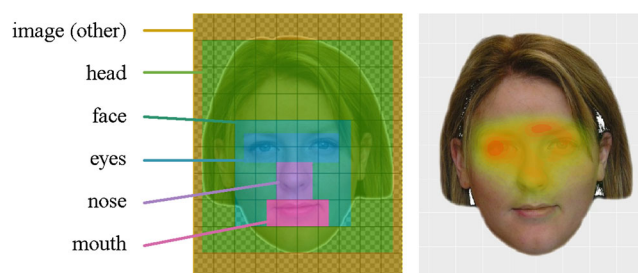 image (other)
head
face
eyes
nose
mouth